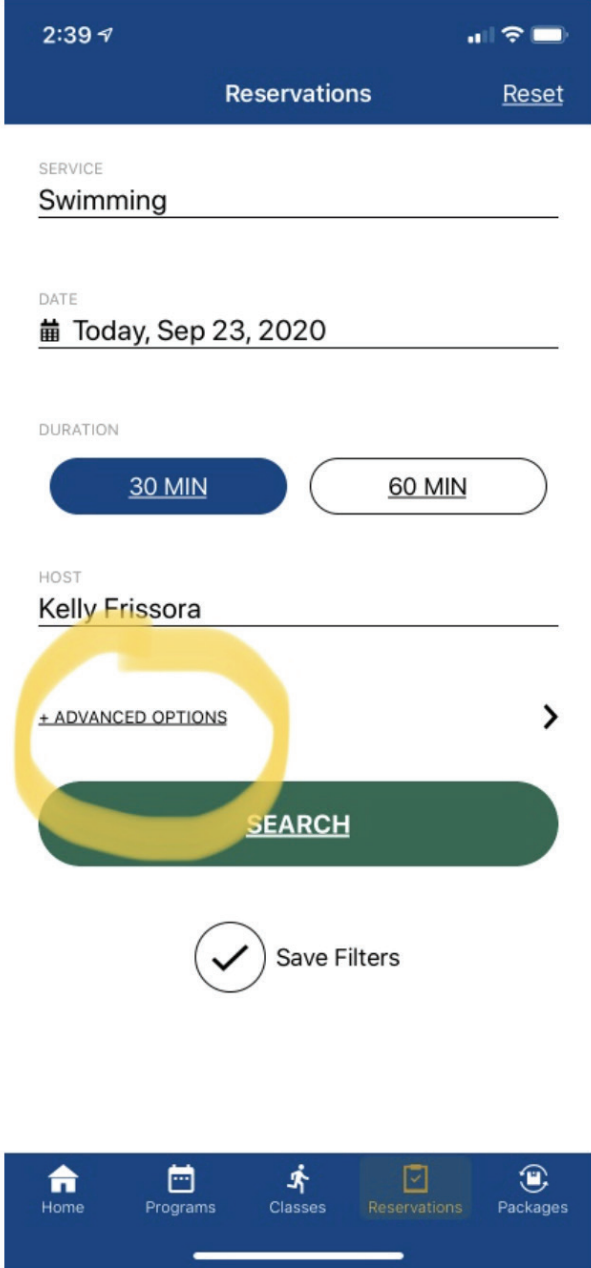 2:39
Reservations
Reset
SERVICE
Swimming
DATE
Today, Sep 23, 2020
DURATION
30 MIN
60 MIN
HOST
Kelly Frissora
+ ADVANCED OPTIONS
SEARCH
Save Filters
Home
Programs
Classes
Reservations
Packages